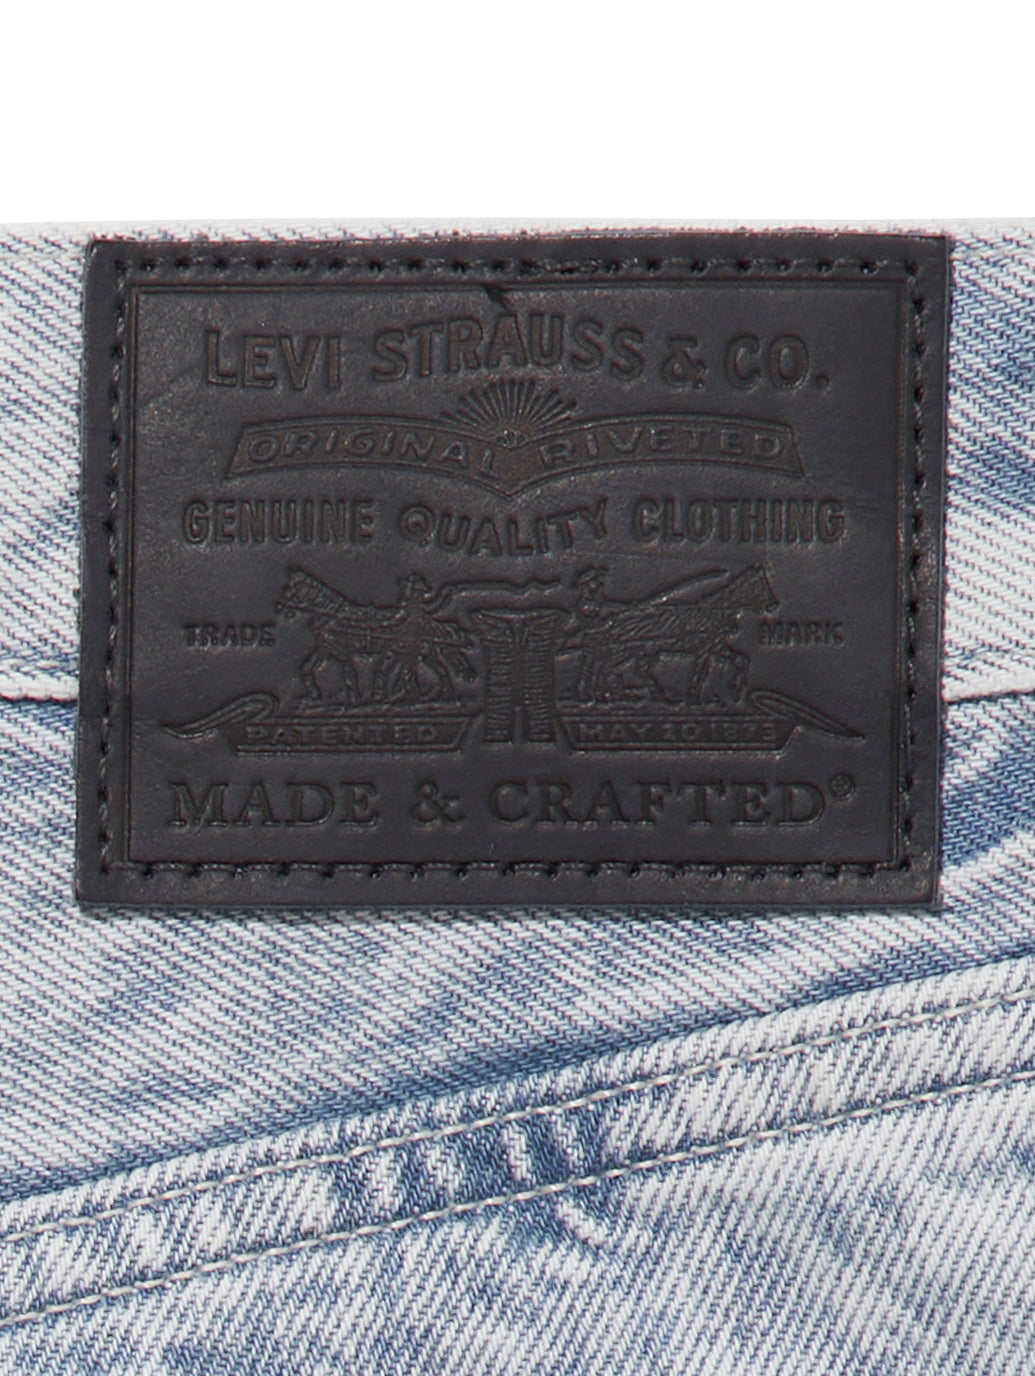 LEVI STRAUSS & CO.
ORIGINAL RIVETED
GENUINE QUALITY CLOTHING
TRADE MARK
PATENTED MAY 20 1873
MADE & CRAFTED®